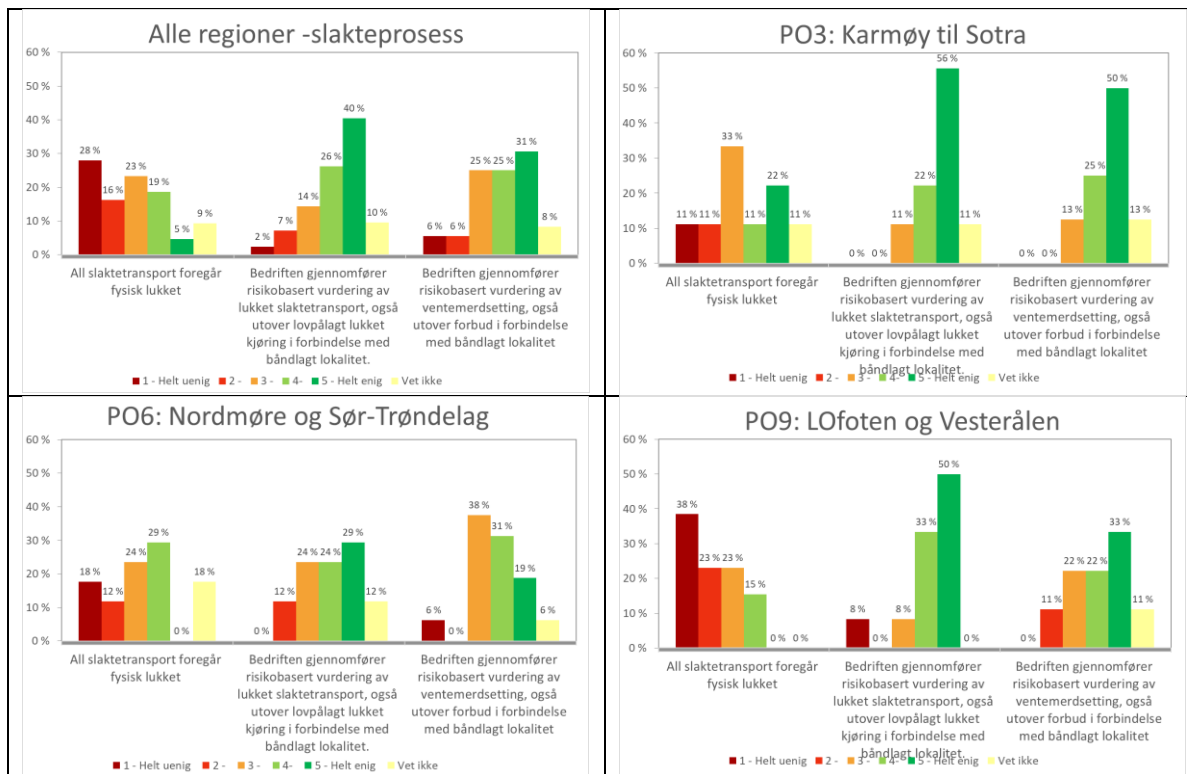 Alle regioner -slakteprosess
60 %
50 %
40 %
30 %
20 %
10 %
0 %
28 %
16 %
23 %
19 %
5 %
9 %
2 %
7 %
14 %
26 %
40 %
10 %
6 %
6 %
25 %
25 %
31 %
8 %
All slaktetransport foregår
fysisk lukket
Bedriften gjennomfører
risikobasert vurdering av
lukket slaktetransport, også
utover lovpålagt lukket
kjøring i forbindelse med
båndlagt lokalitet.
Bedriften gjennomfører
risikobasert vurdering av
ventemerdsetting, også
utover forbud i forbindelse
med båndlagt lokalitet
1 - Helt uenig 2 - 3 - 4- 5 - Helt enig Vet ikke
PO3: Karmøy til Sotra
60 %
50 %
40 %
30 %
20 %
10 %
0 %
11 %
11 %
33 %
11 %
22 %
11 %
0 %
0 %
11 %
22 %
56 %
11 %
0 %
0 %
13 %
25 %
50 %
13 %
All slaktetransport foregår
fysisk lukket
Bedriften gjennomfører
risikobasert vurdering av
lukket slaktetransport, også
utover lovpålagt lukket
kjøring i forbindelse med
båndlagt lokalitet.
Bedriften gjennomfører
risikobasert vurdering av
ventemerdsetting, også
utover forbud i forbindelse
med båndlagt lokalitet
1 - Helt uenig 2 - 3 - 4- 5 - Helt enig Vet ikke
PO6: Nordmøre og Sør-Trøndelag
60 %
50 %
40 %
30 %
20 %
10 %
0 %
18 %
12 %
24 %
29 %
0 %
18 %
0 %
12 %
24 %
24 %
29 %
12 %
6 %
0 %
38 %
31 %
19 %
6 %
All slaktetransport foregår
fysisk lukket
Bedriften gjennomfører
risikobasert vurdering av
lukket slaktetransport, også
utover lovpålagt lukket
kjøring i forbindelse med
båndlagt lokalitet.
Bedriften gjennomfører
risikobasert vurdering av
ventemerdsetting, også
utover forbud i forbindelse
med båndlagt lokalitet
1 - Helt uenig 2 - 3 - 4- 5 - Helt enig Vet ikke
PO9: LOfoten og Vesterålen
60 %
50 %
40 %
30 %
20 %
10 %
0 %
38 %
23 %
23 %
15 %
0 %
0 %
8 %
0 %
8 %
33 %
50 %
0 %
0 %
11 %
22 %
22 %
33 %
11 %
All slaktetransport foregår
fysisk lukket
Bedriften gjennomfører
risikobasert vurdering av
lukket slaktetransport, også
utover lovpålagt lukket
kjøring i forbindelse med
båndlagt lokalitet.
Bedriften gjennomfører
risikobasert vurdering av
ventemerdsetting, også
utover forbud i forbindelse
med båndlagt lokalitet
1 - Helt uenig 2 - 3 - 4- 5 - Helt enig Vet ikke